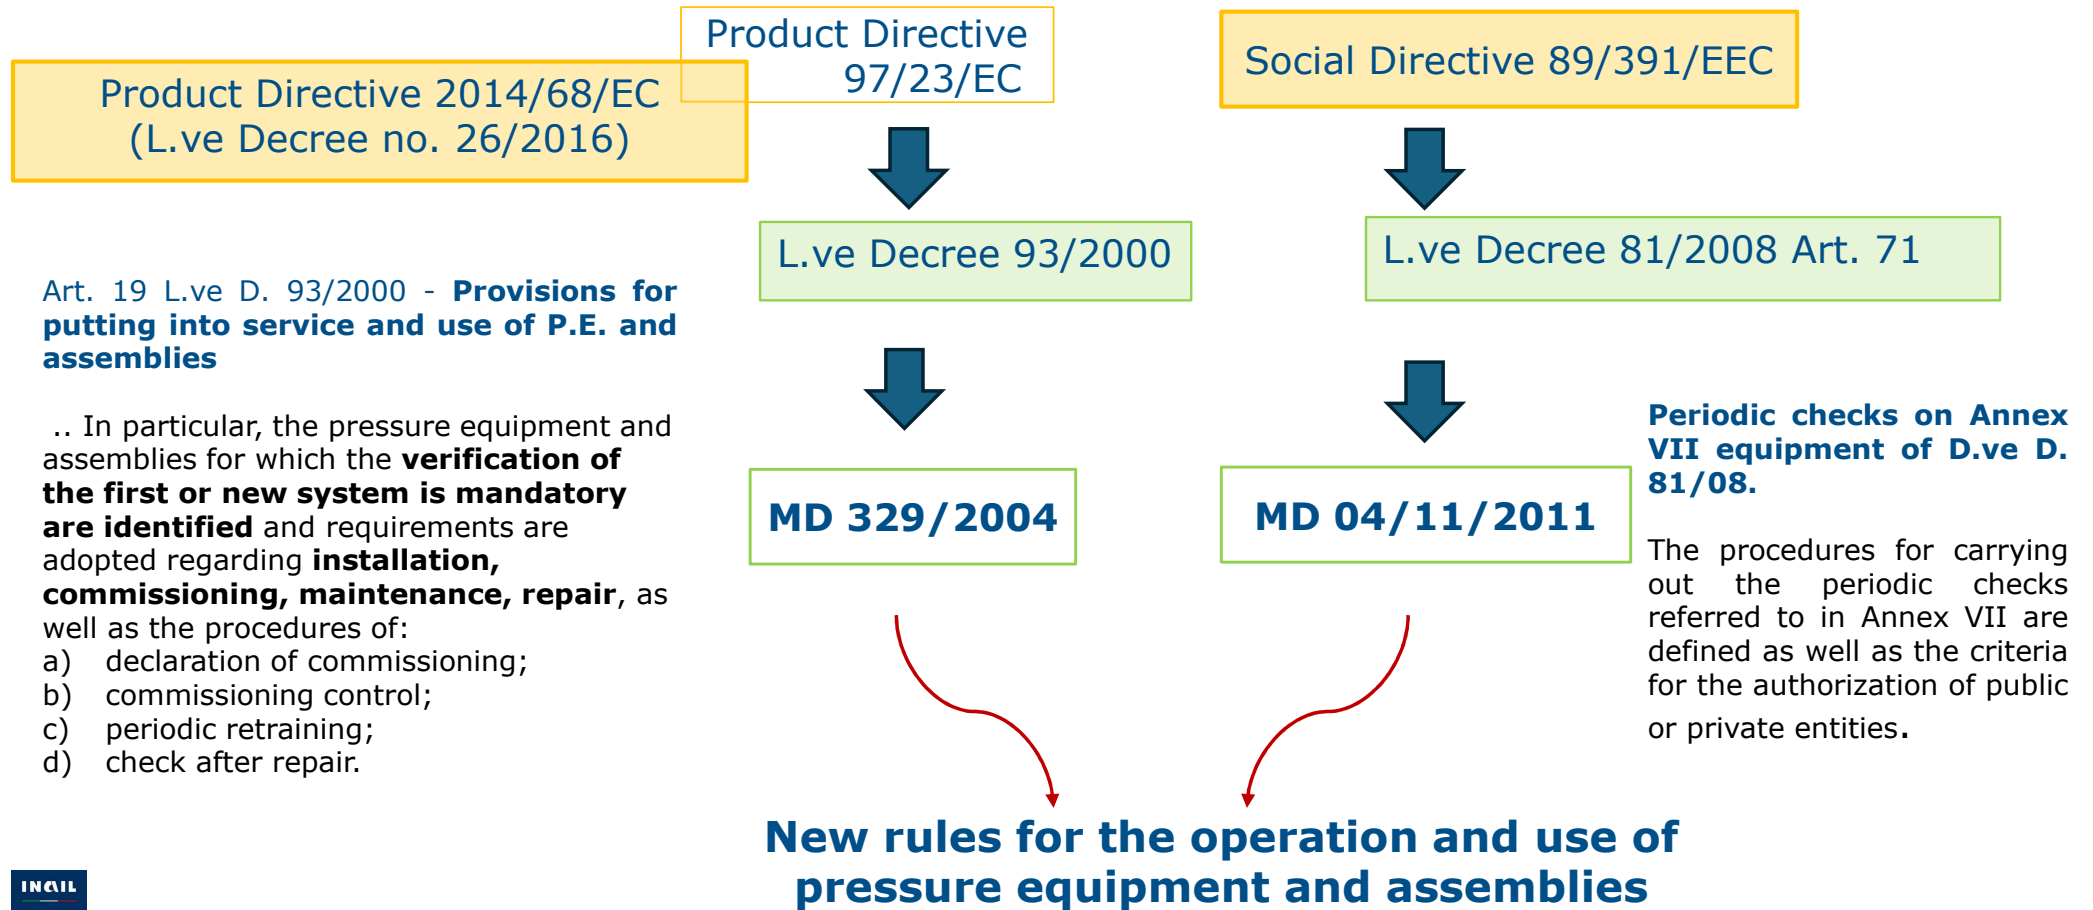 Product Directive
97/23/EC
Social Directive 89/391/EEC
Product Directive 2014/68/EC
(L.ve Decree no. 26/2016)
L.ve Decree 93/2000
L.ve Decree 81/2008 Art. 71
Art. 19 L.ve D. 93/2000 - Provisions for
putting into service and use of P.E. and
assemblies
.. In particular, the pressure equipment and
assemblies for which the verification of
the first or new system is mandatory
are identified and requirements are
adopted regarding installation,
commissioning, maintenance, repair, as
well as the procedures of:
a) declaration of commissioning;
b) commissioning control;
c) periodic retraining;
d) check after repair.
MD 329/2004
MD 04/11/2011
Periodic checks on Annex
VII equipment of D.ve D.
81/08.
The procedures for carrying
out the periodic checks
referred to in Annex VII are
defined as well as the criteria
for the authorization of public
or private entities.
New rules for the operation and use of
pressure equipment and assemblies
INAIL